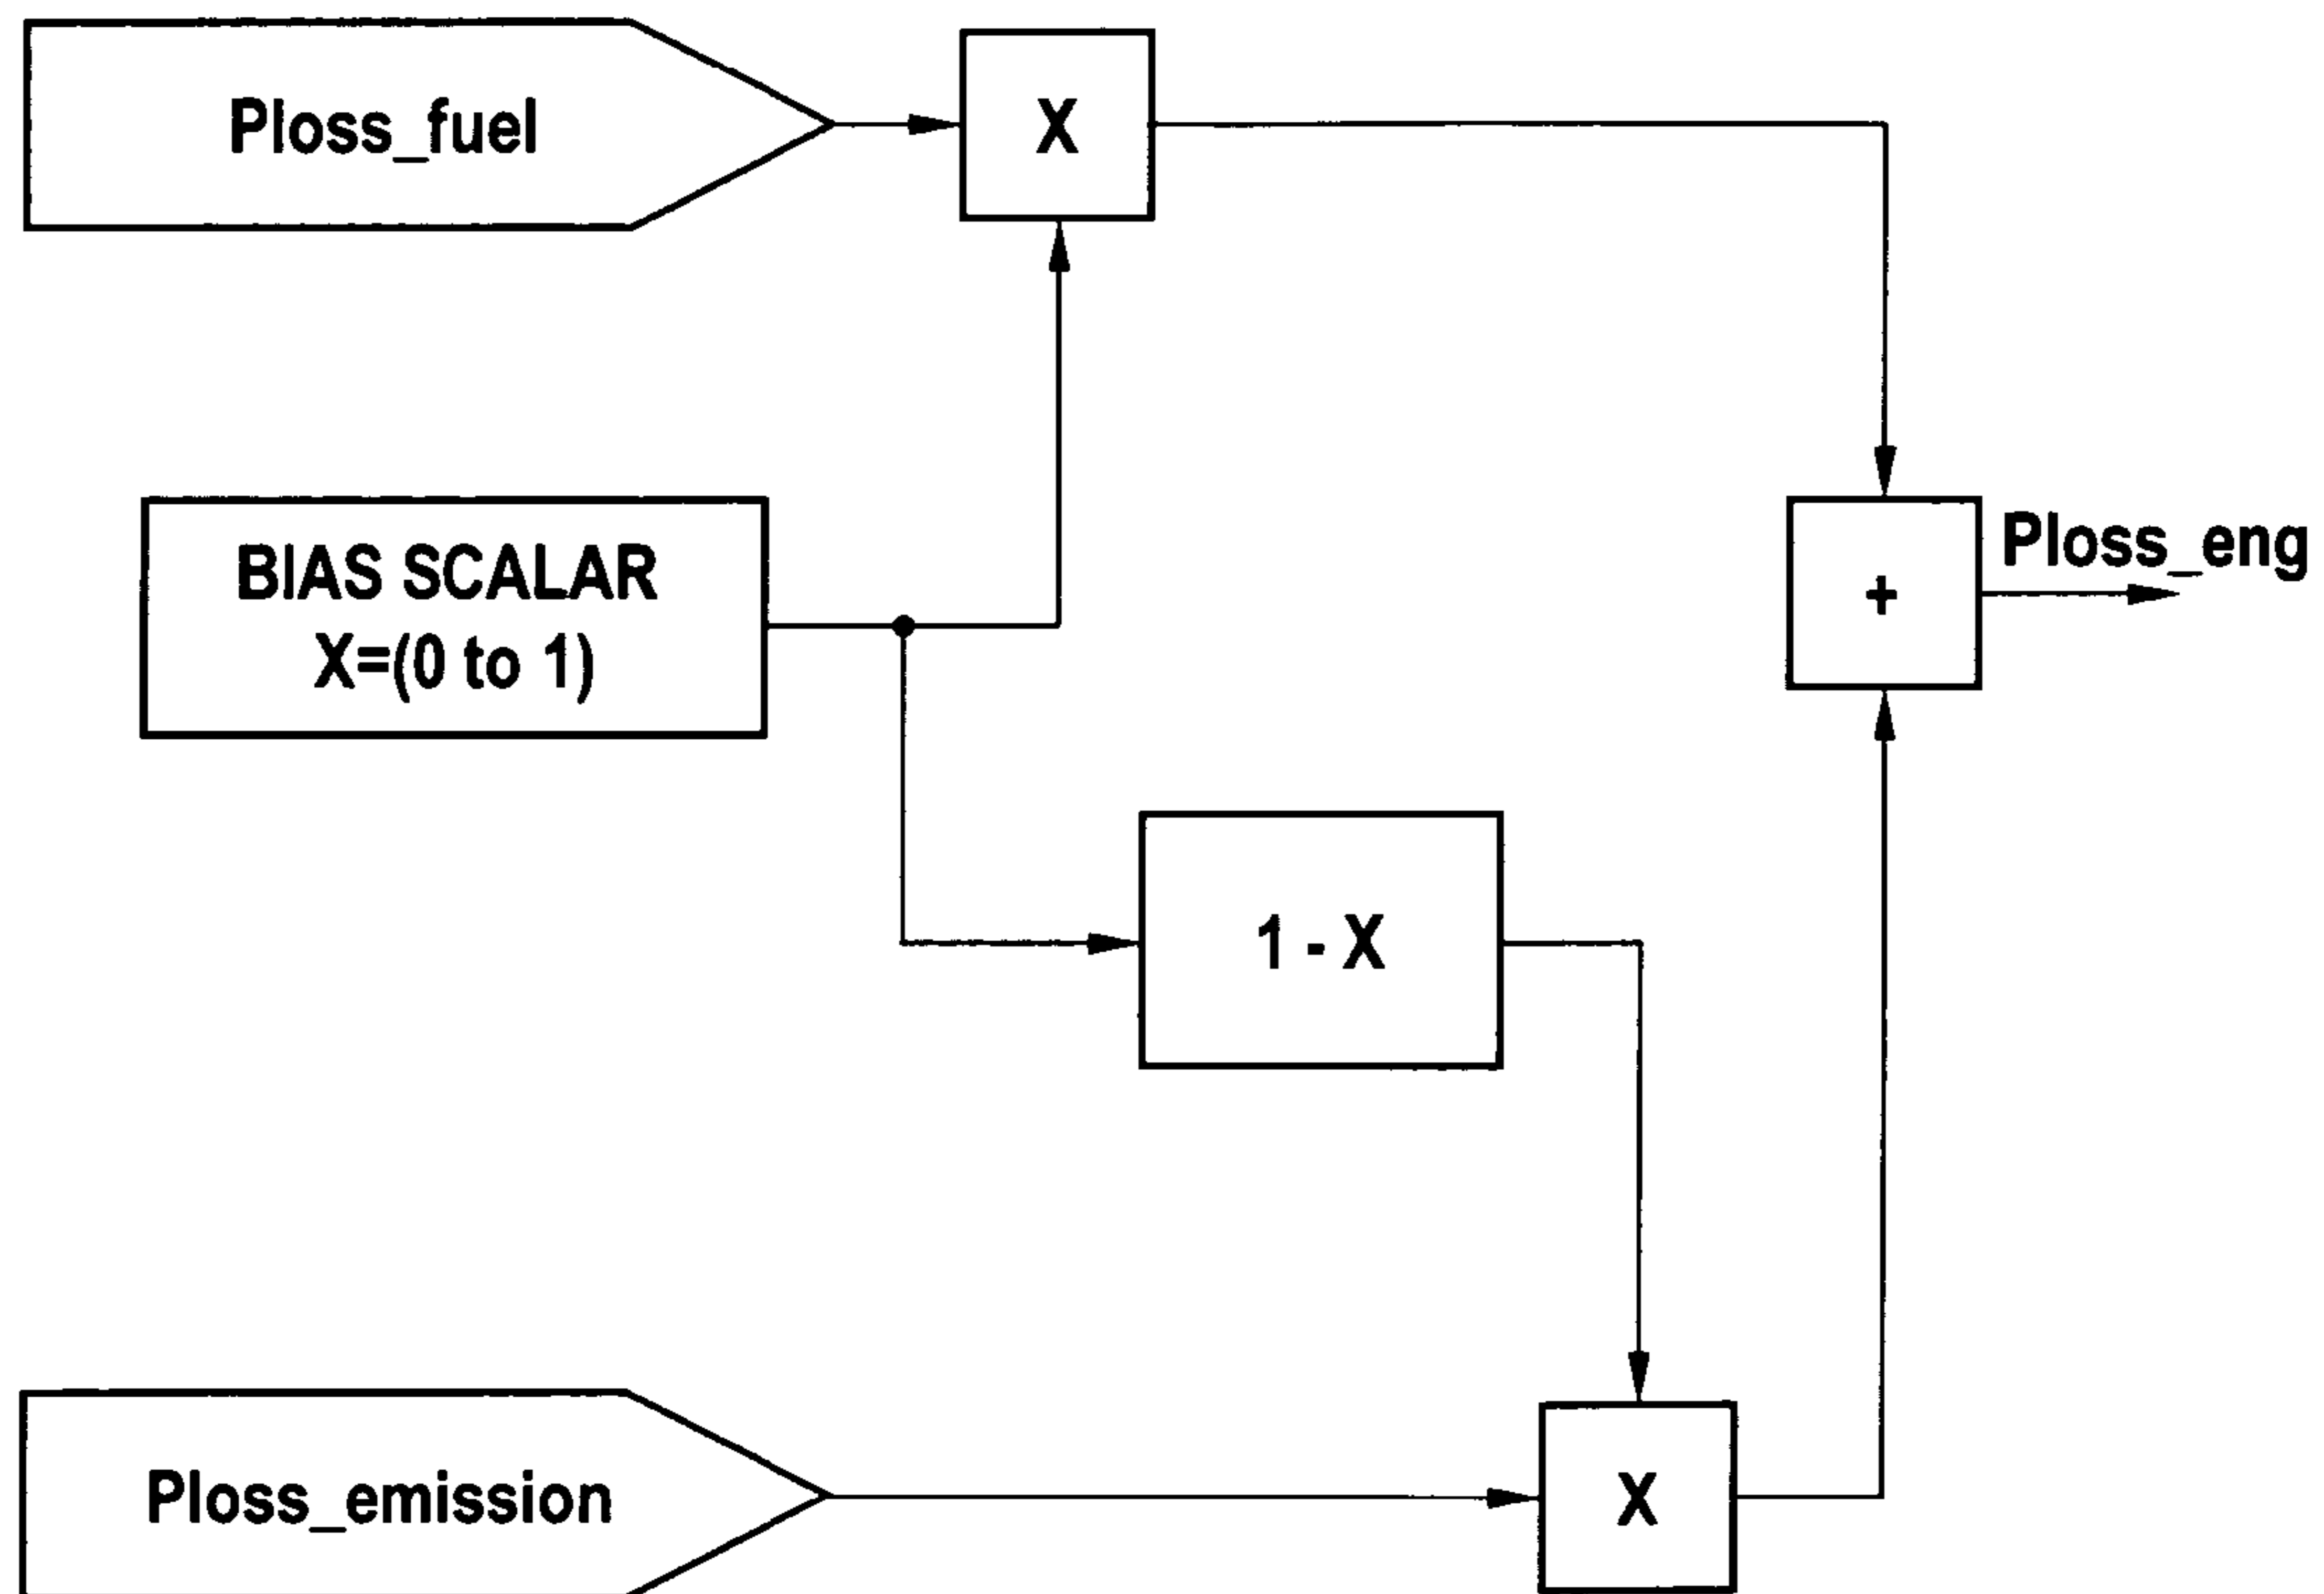 Ploss_fuel
X
BIAS SCALAR
X=(0 to 1)
+
Ploss_eng
1 - X
Ploss_emission
X